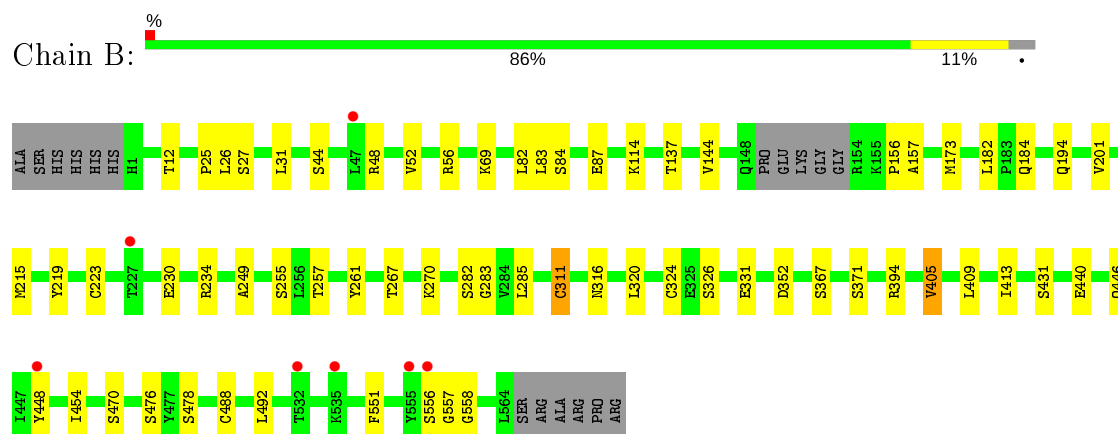 %
Chain B:
86%
11%
•
ALA SER HIS HIS HIS HIS HIS H1 T12 P25 L26 S27 L31 S44 L47 R48 V52 R56 K69 L82 L83 S84 E87 K114 T137 V144 Q148 PRO GLU LYS GLY GLY R154 K155 P156 A157 M173 L182 P183 Q184 Q194 V201
M215 Y219 C223 T227 E230 R234 A249 S255 L256 T257 Y261 T267 K270 S282 G283 V284 L285 C311 N316 L320 C324 E325 S326 E331 D352 S367 S371 R394 V405 L409 I413 S431 E440
I447 Y448 I454 S470 S476 Y477 S478 C488 L492 T532 K535 F551 Y555 S556 G557 G558 L564 SER ARG ALA ARG PRO ARG